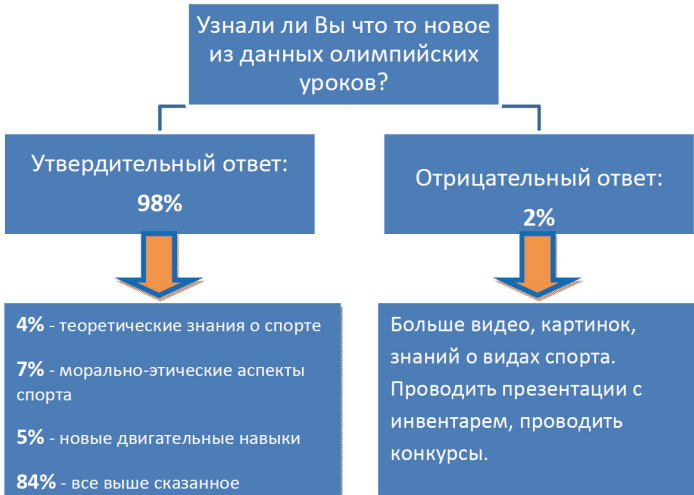 Узнали ли Вы что то новое
из данных олимпийских
уроков?
Утвердительный ответ:
98%
Отрицательный ответ:
2%
4% - теоретические знания о спорте
7% - морально-этические аспекты
спорта
5% - новые двигательные навыки
84% - все выше сказанное
Больше видео, картинок,
знаний о видах спорта.
Проводить презентации с
инвентарем, проводить
конкурсы.